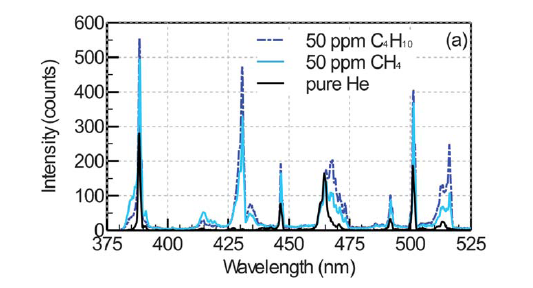 600
500
400
300
200
100
0
Intensity (counts)
50 ppm C₄H₁₀
50 ppm CH₄
pure He
(a)
375 400 425 450 475 500 525
Wavelength (nm)